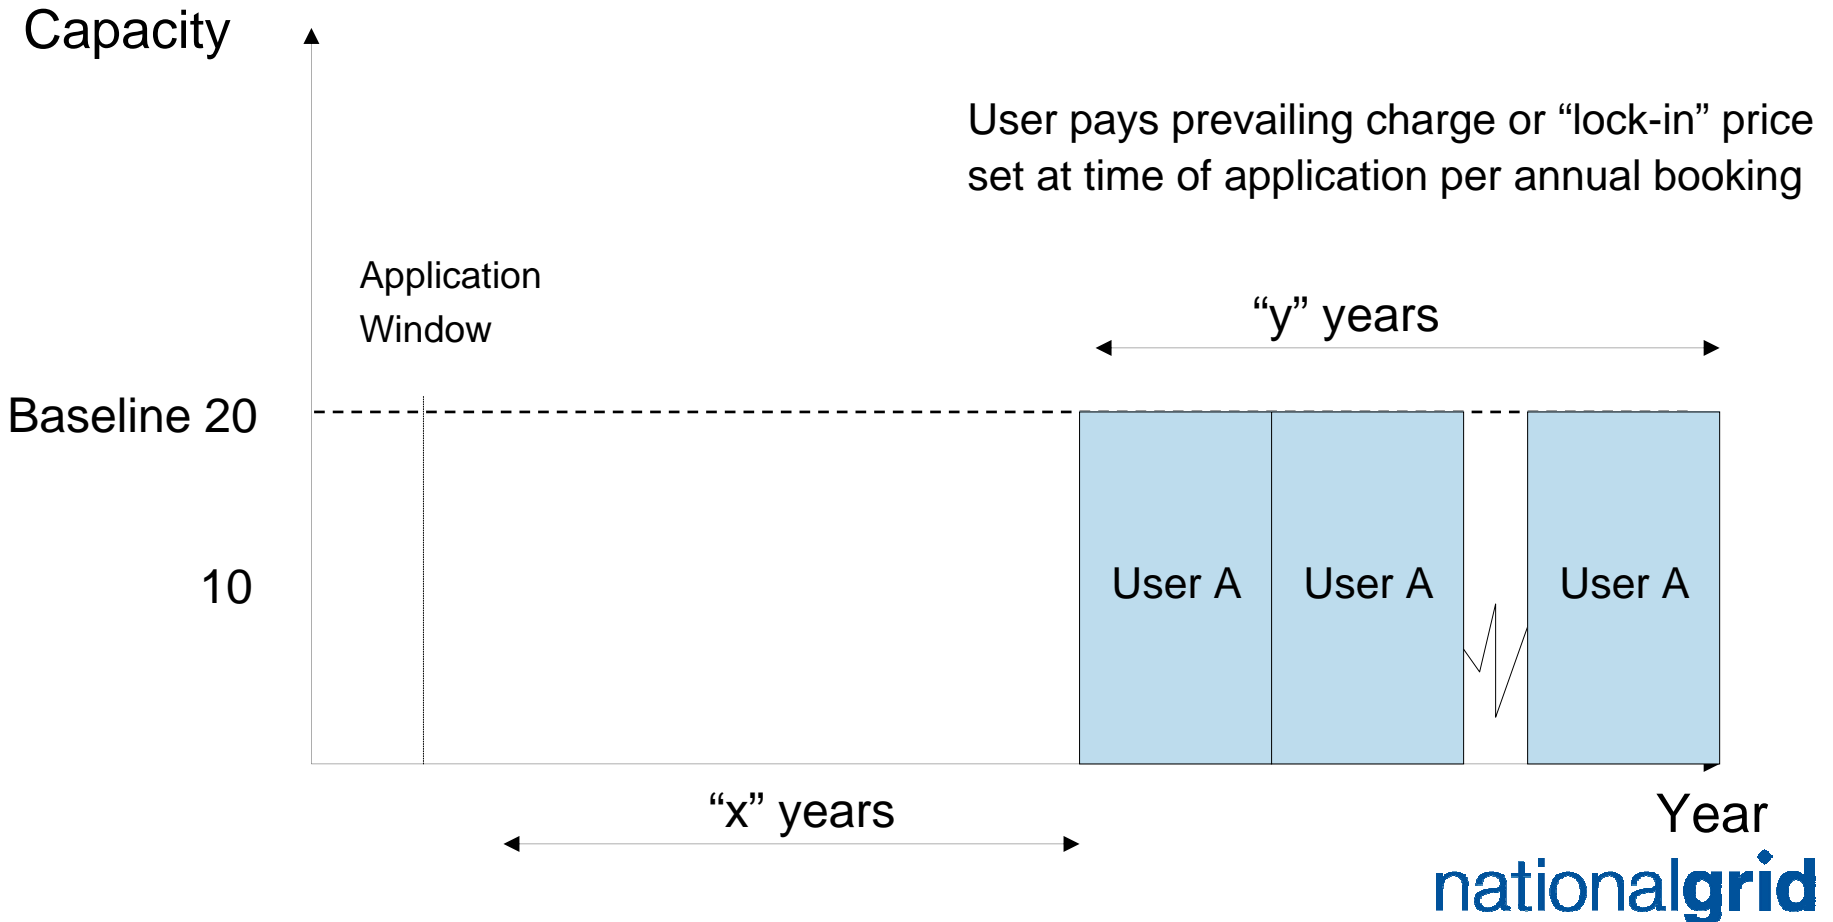 Capacity
User pays prevailing charge or “lock-in” price
set at time of application per annual booking
Application
Window
“y” years
Baseline 20
10
User A
User A
User A
“x” years
Year
nationalgrid